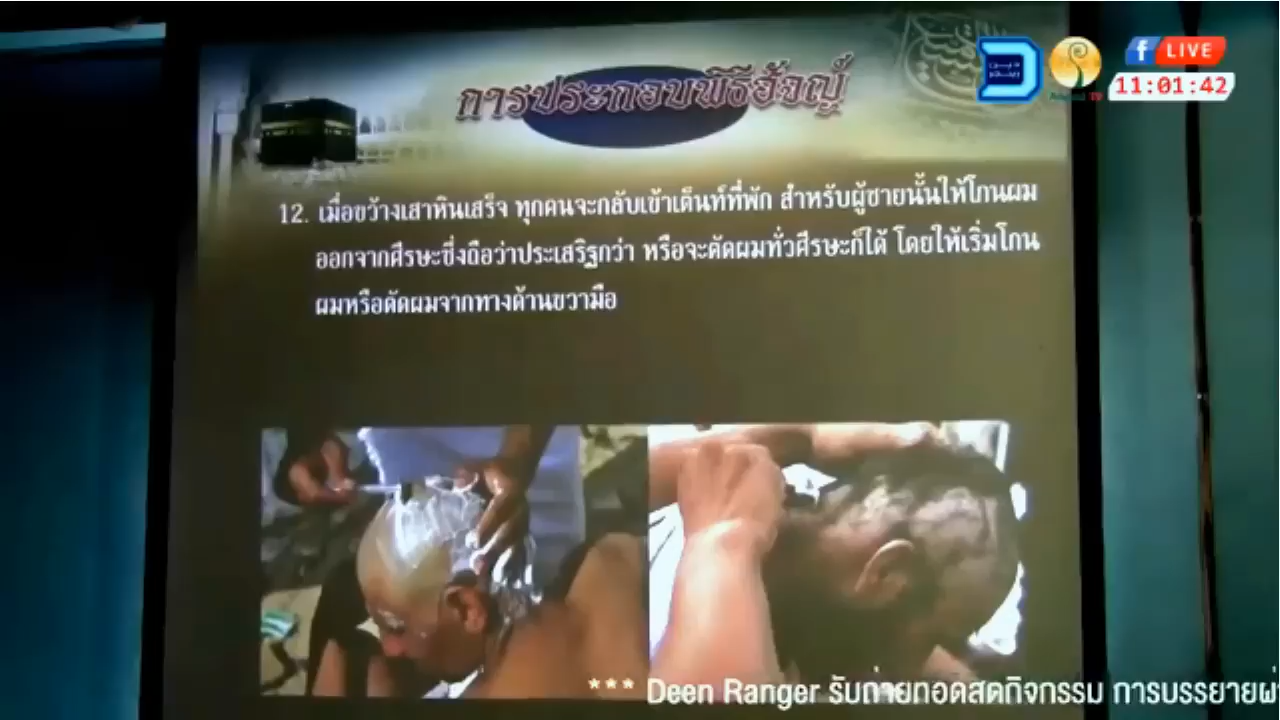 LIVE
11:01:42
การประกอบพิธีฮัจญ์
12. เมื่อขว้างเสาหินเสร็จ ทุกคนจะกลับเข้าเต็นท์ที่พัก สำหรับผู้ชายนั้นให้โกนผม
ออกจากศีรษะซึ่งถือว่าประเสริฐกว่า หรือจะตัดผมทั่วศีรษะก็ได้ โดยให้เริ่มโกน
ผมหรือตัดผมจากทางด้านขวามือ
*** Deen Ranger รับถ่ายทอดสดกิจกรรม การบรรยายผ่